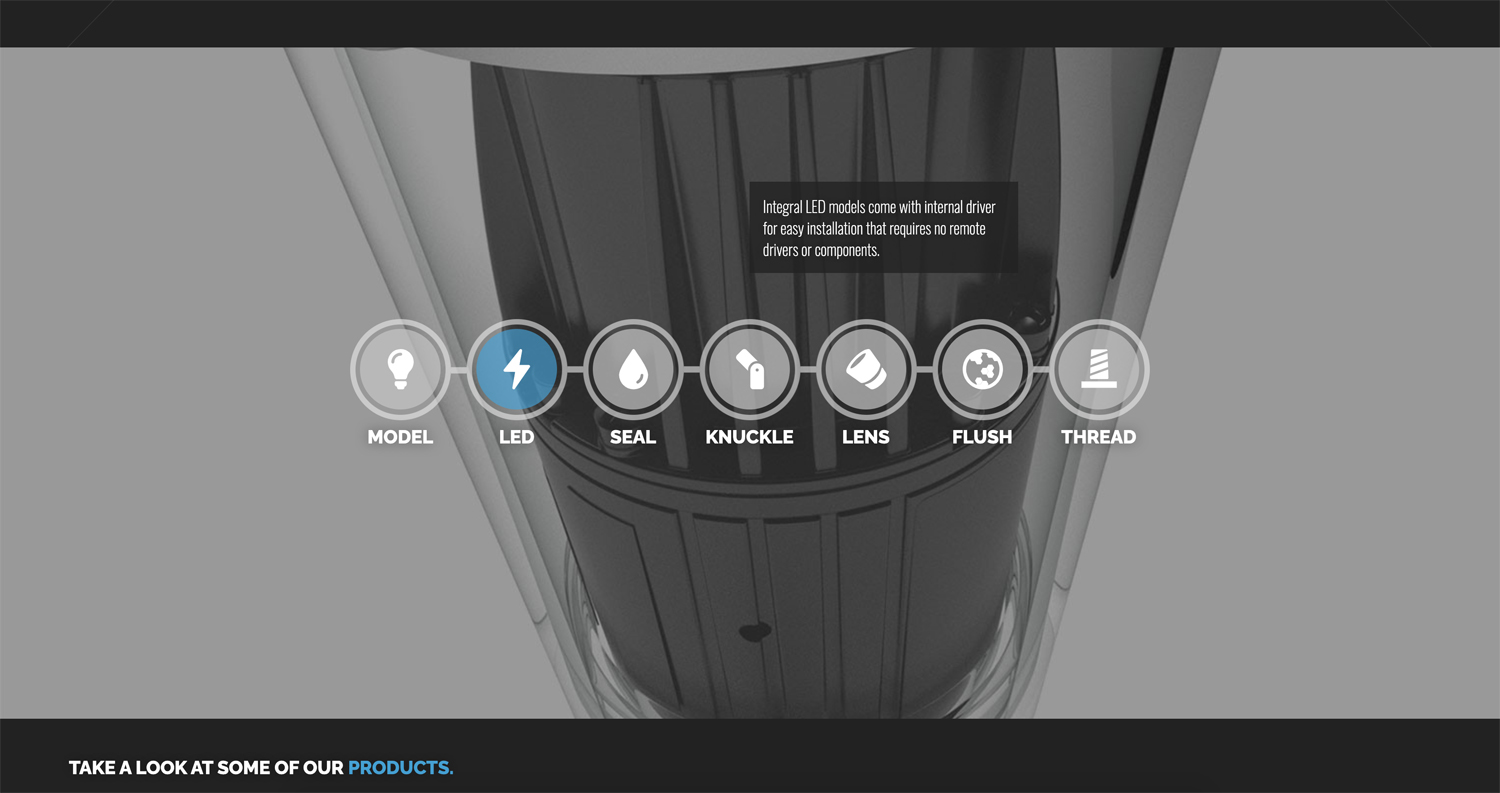 Integral LED models come with internal driver
for easy installation that requires no remote
drivers or components.
MODEL
LED
SEAL
KNUCKLE
LENS
FLUSH
THREAD
TAKE A LOOK AT SOME OF OUR PRODUCTS.